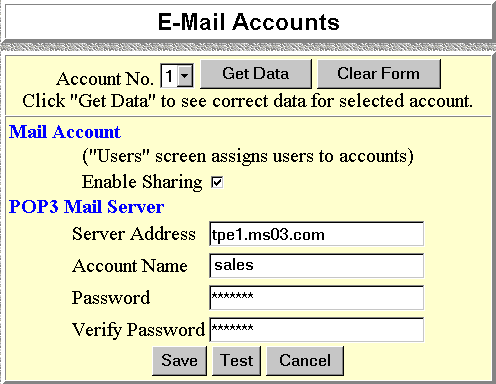 E-Mail Accounts
Account No. 1 Get Data Clear Form
Click "Get Data" to see correct data for selected account.
Mail Account
("Users" screen assigns users to accounts)
Enable Sharing
POP3 Mail Server
Server Address tpe1.ms03.com
Account Name sales
Password *******
Verify Password *******
Save Test Cancel